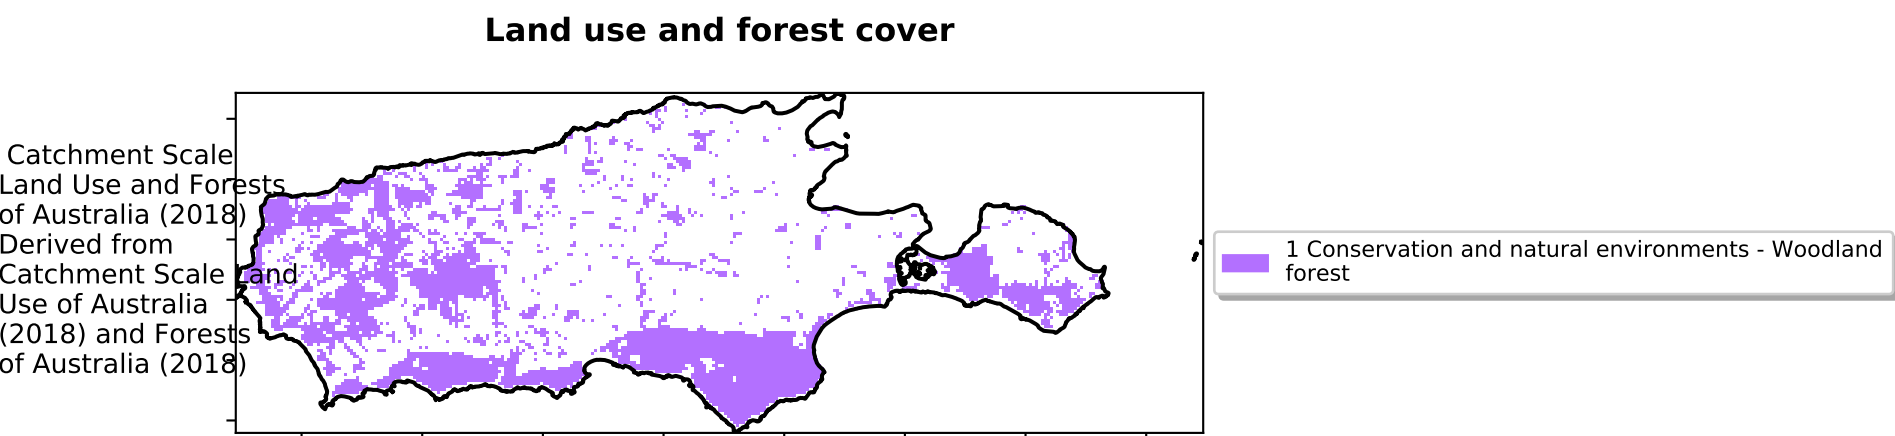 Land use and forest cover
Catchment Scale
Land Use and Forests
of Australia (2018)
Derived from
Catchment Scale Land
Use of Australia
(2018) and Forests
of Australia (2018)
1 Conservation and natural environments - Woodland
forest